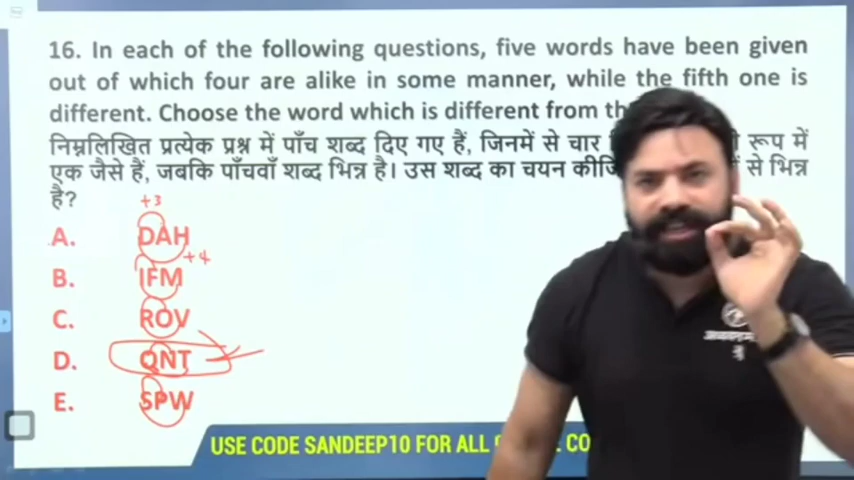 16. In each of the following questions, five words have been given
out of which four are alike in some manner, while the fifth one is
different. Choose the word which is different from th
निम्नलिखित प्रत्येक प्रश्न में पाँच शब्द दिए गए हैं, जिनमें से चार रूप में
एक जैसे हैं, जबकि पाँचवाँ शब्द भिन्न है। उस शब्द का चयन कीजि से भिन्न
है?
+3
A. DAH
+4
B. IFM
C. ROV
D. QNT
E. SPW
USE CODE SANDEEP10 FOR ALL CO